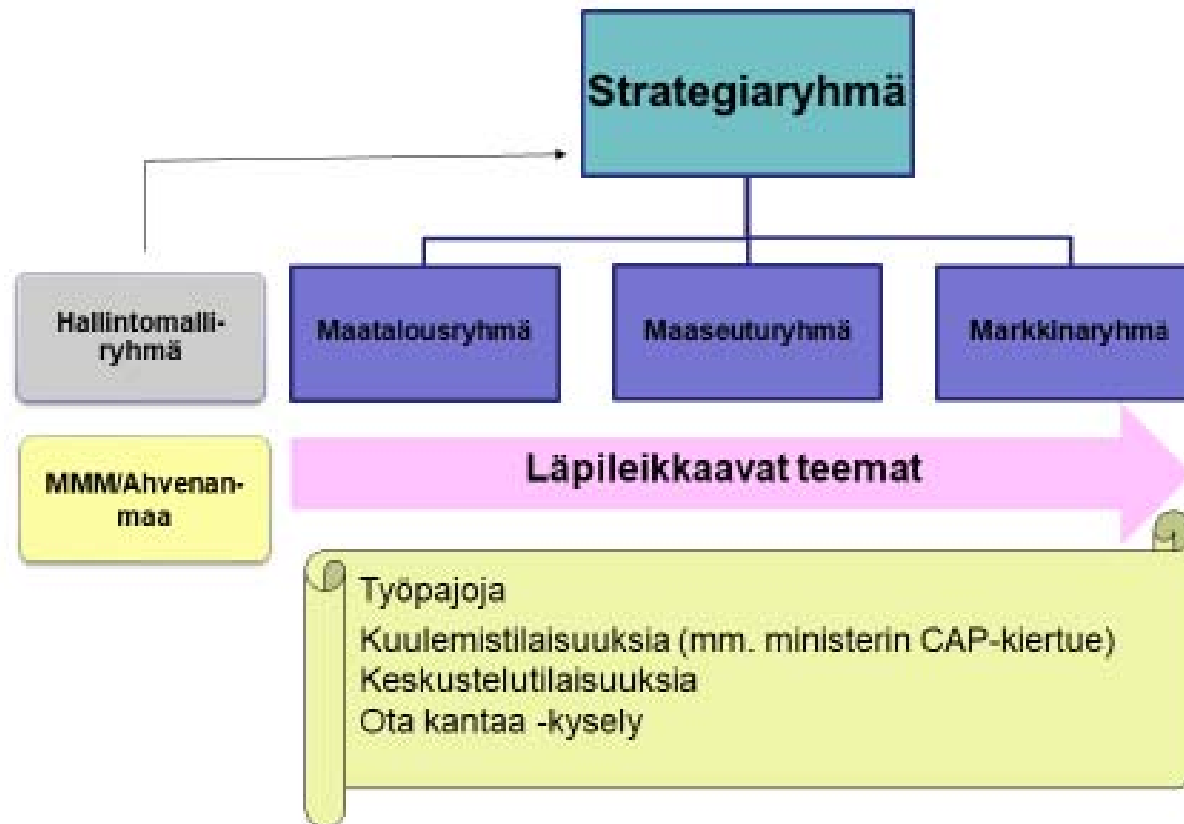 Strategiaryhmä
Hallintomalli-
ryhmä
Maatalousryhmä
Maaseuturyhmä
Markkinaryhmä
MMM/Ahvenan-
maa
Läpileikkaavat teemat
Työpajoja
Kuulemistilaisuuksia (mm. ministerin CAP-kiertue)
Keskustelutilaisuuksia
Ota kantaa -kysely